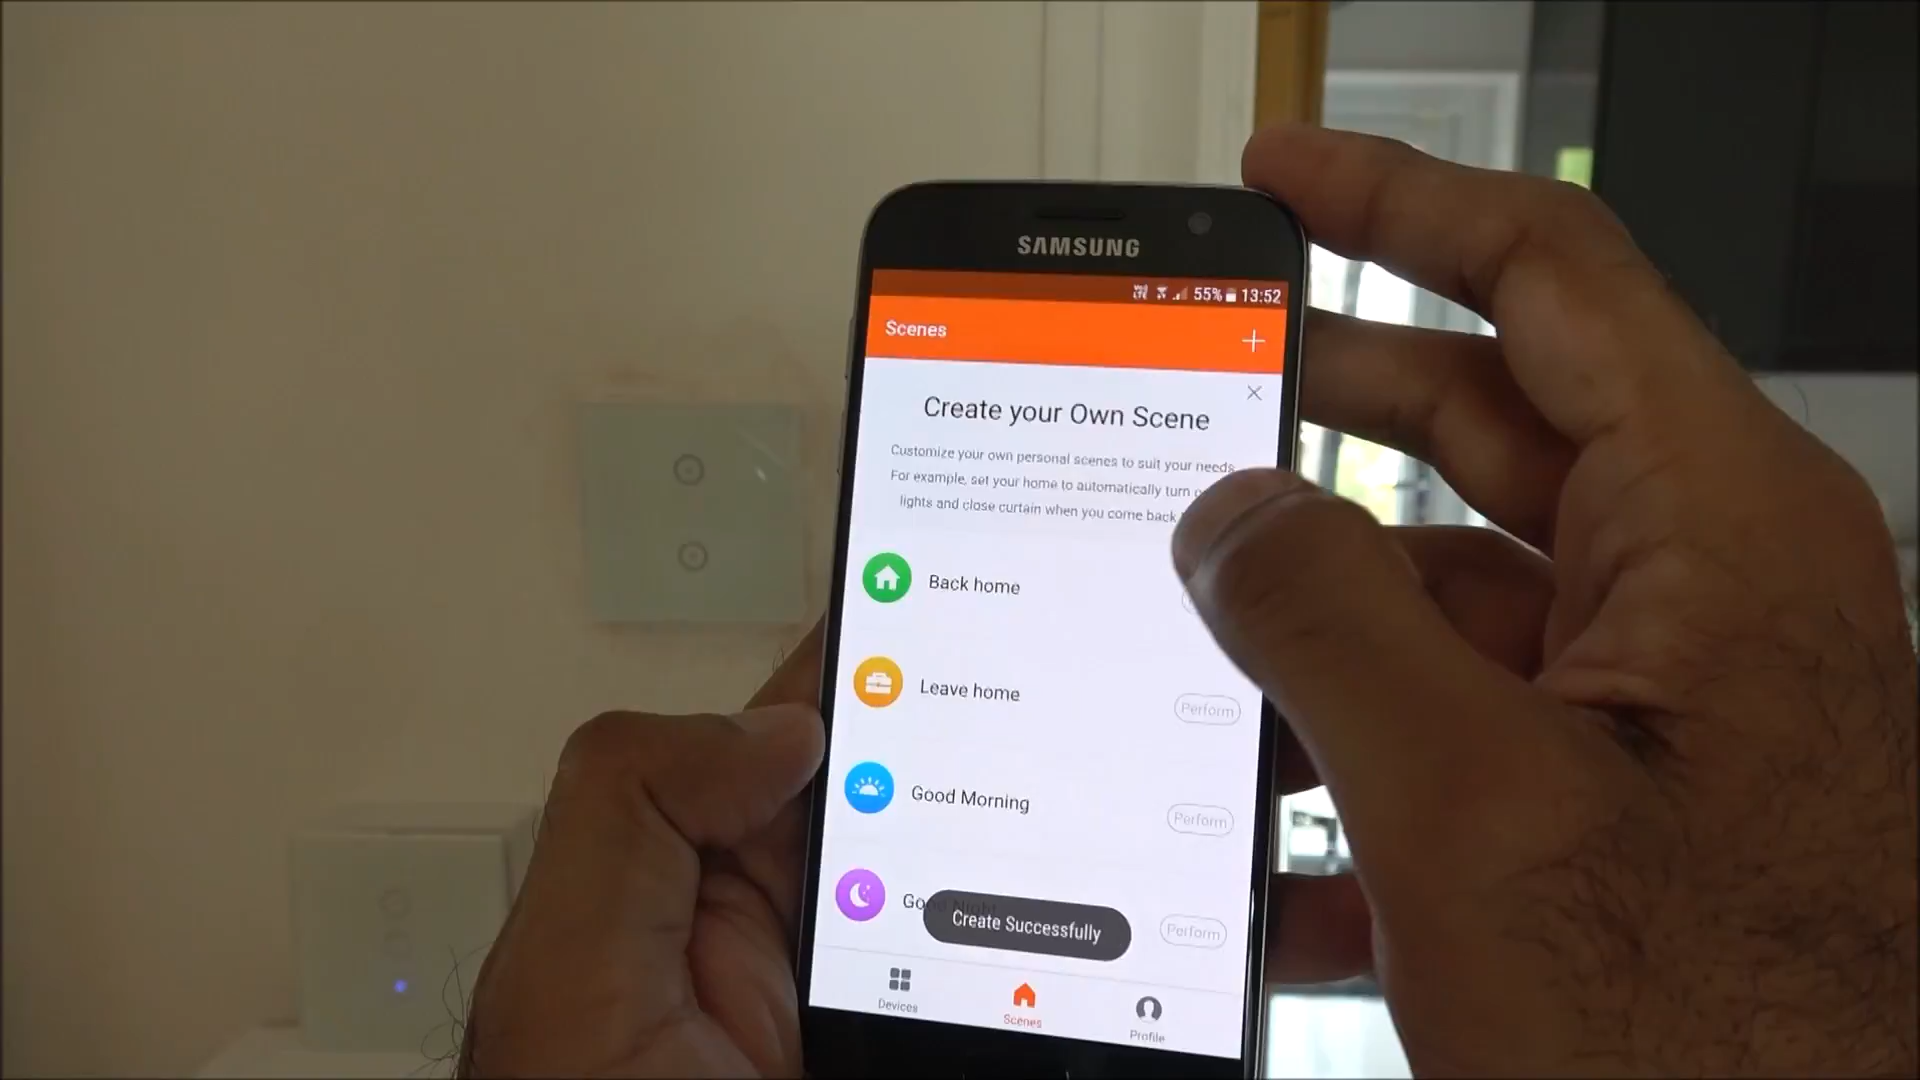 SAMSUNG
55% 13:52
Scenes
Create your Own Scene
Customize your own personal scenes to suit your needs.
For example, set your home to automatically turn
lights and close curtain when you come back
Back home
Leave home
Perform
Good Morning
Perform
Good Night
Create Successfully
Perform
Devices
Scenes
Profile